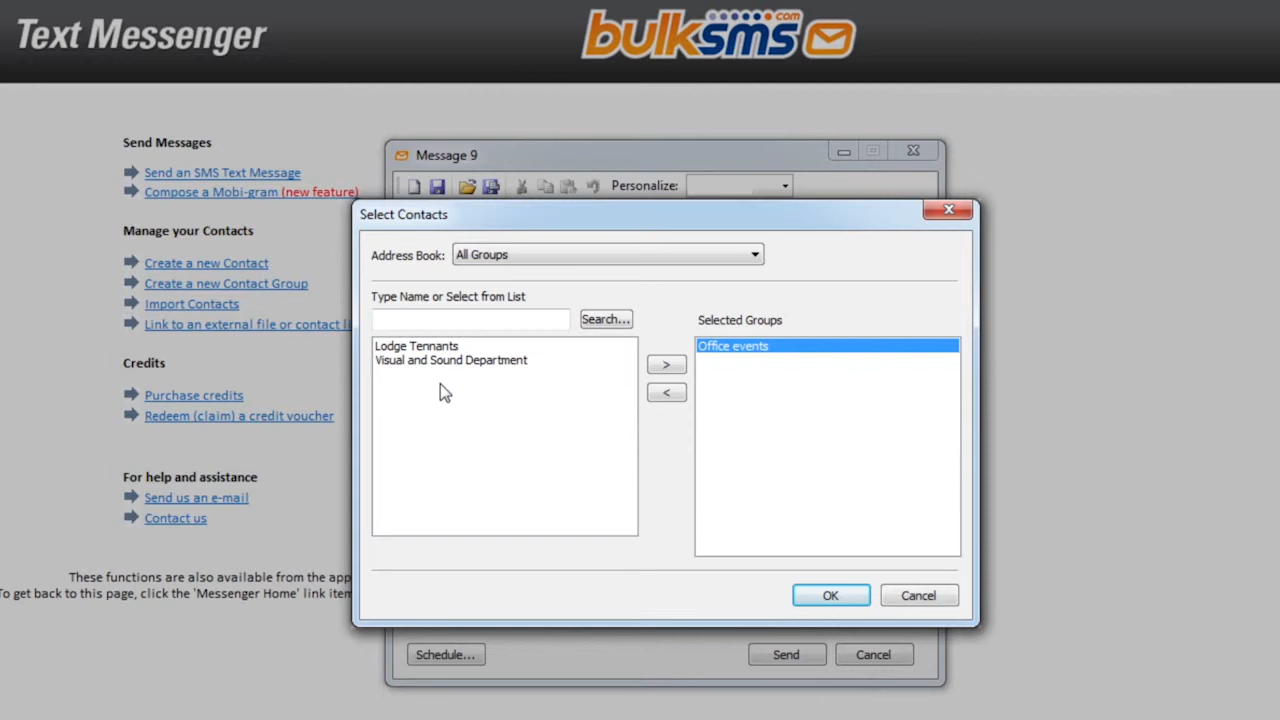 Text Messenger
bulksms.com
Send Messages
Send an SMS Text Message
Compose a Mobi-gram (new feature)
Manage your Contacts
Create a new Contact
Create a new Contact Group
Import Contacts
Link to an external file or contact li
Credits
Purchase credits
Redeem (claim) a credit voucher
For help and assistance
Send us an e-mail
Contact us
These functions are also available from the app
To get back to this page, click the 'Messenger Home' link item
Message 9
Personalize:
Select Contacts
Address Book: All Groups
Type Name or Select from List
Search...
Lodge Tennants
Visual and Sound Department
>
<
Selected Groups
Office events
OK
Cancel
Schedule...
Send
Cancel